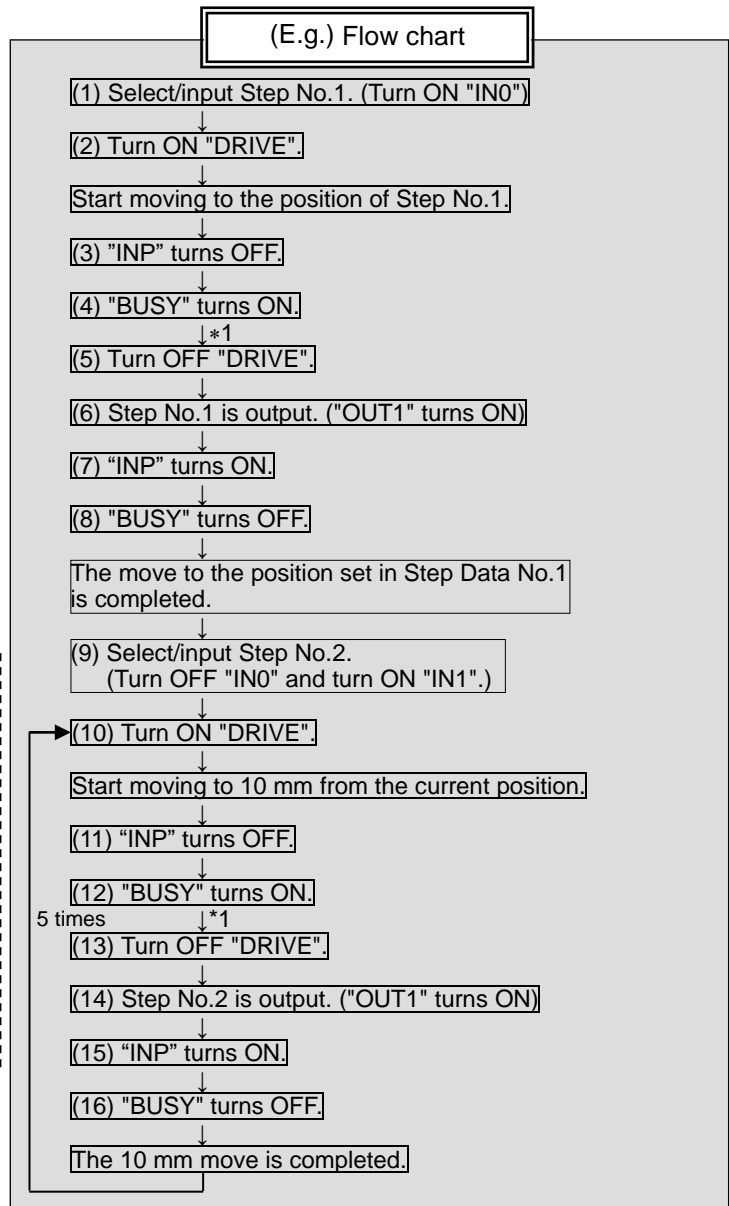 (E.g.) Flow chart
(1) Select/input Step No.1. (Turn ON "IN0")
↓
(2) Turn ON "DRIVE".
↓
Start moving to the position of Step No.1.
↓
(3) ”INP” turns OFF.
↓
(4) "BUSY" turns ON.
↓*1
(5) Turn OFF "DRIVE".
↓
(6) Step No.1 is output. ("OUT1" turns ON)
↓
(7) “INP” turns ON.
↓
(8) "BUSY" turns OFF.
↓
The move to the position set in Step Data No.1
is completed.
↓
(9) Select/input Step No.2.
(Turn OFF "IN0" and turn ON "IN1".)
↓
(10) Turn ON "DRIVE".
↓
Start moving to 10 mm from the current position.
↓
(11) “INP” turns OFF.
↓
(12) "BUSY" turns ON.
5 times ↓*1
(13) Turn OFF "DRIVE".
↓
(14) Step No.2 is output. ("OUT1" turns ON)
↓
(15) “INP” turns ON.
↓
(16) "BUSY" turns OFF.
↓
The 10 mm move is completed.